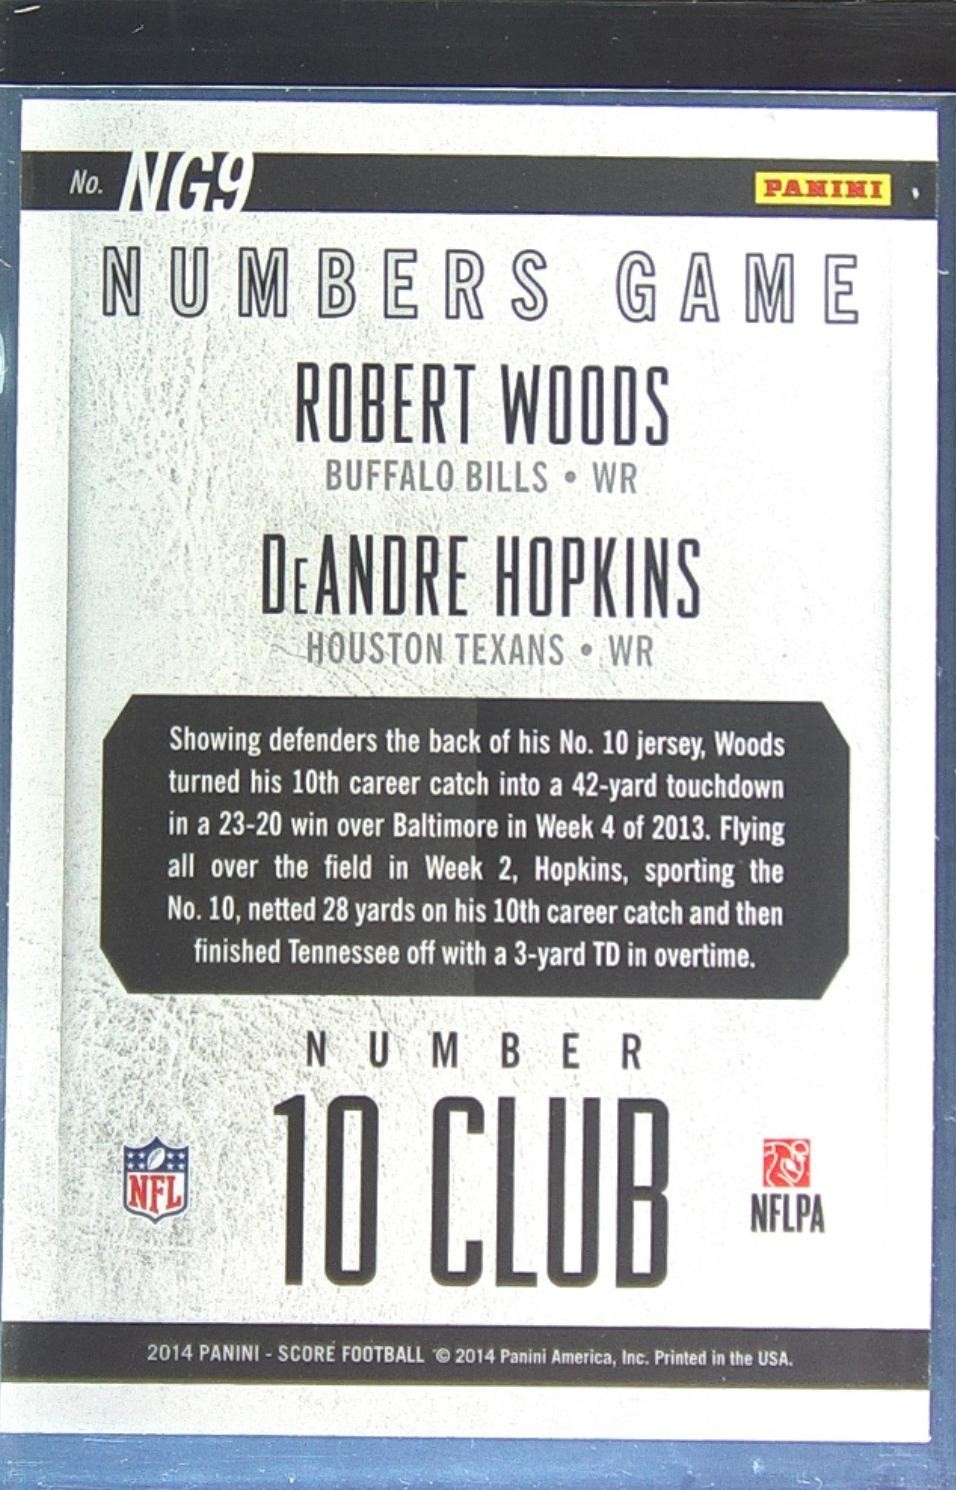 No. NG9
PANINI
NUMBERS GAME
ROBERT WOODS
BUFFALO BILLS • WR
DeANDRE HOPKINS
HOUSTON TEXANS • WR
Showing defenders the back of his No. 10 jersey, Woods
turned his 10th career catch into a 42-yard touchdown
in a 23-20 win over Baltimore in Week 4 of 2013. Flying
all over the field in Week 2, Hopkins, sporting the
No. 10, netted 28 yards on his 10th career catch and then
finished Tennessee off with a 3-yard TD in overtime.
NUMBER
10 CLUB
NFL
NFLPA
2014 PANINI - SCORE FOOTBALL © 2014 Panini America, Inc. Printed in the USA.